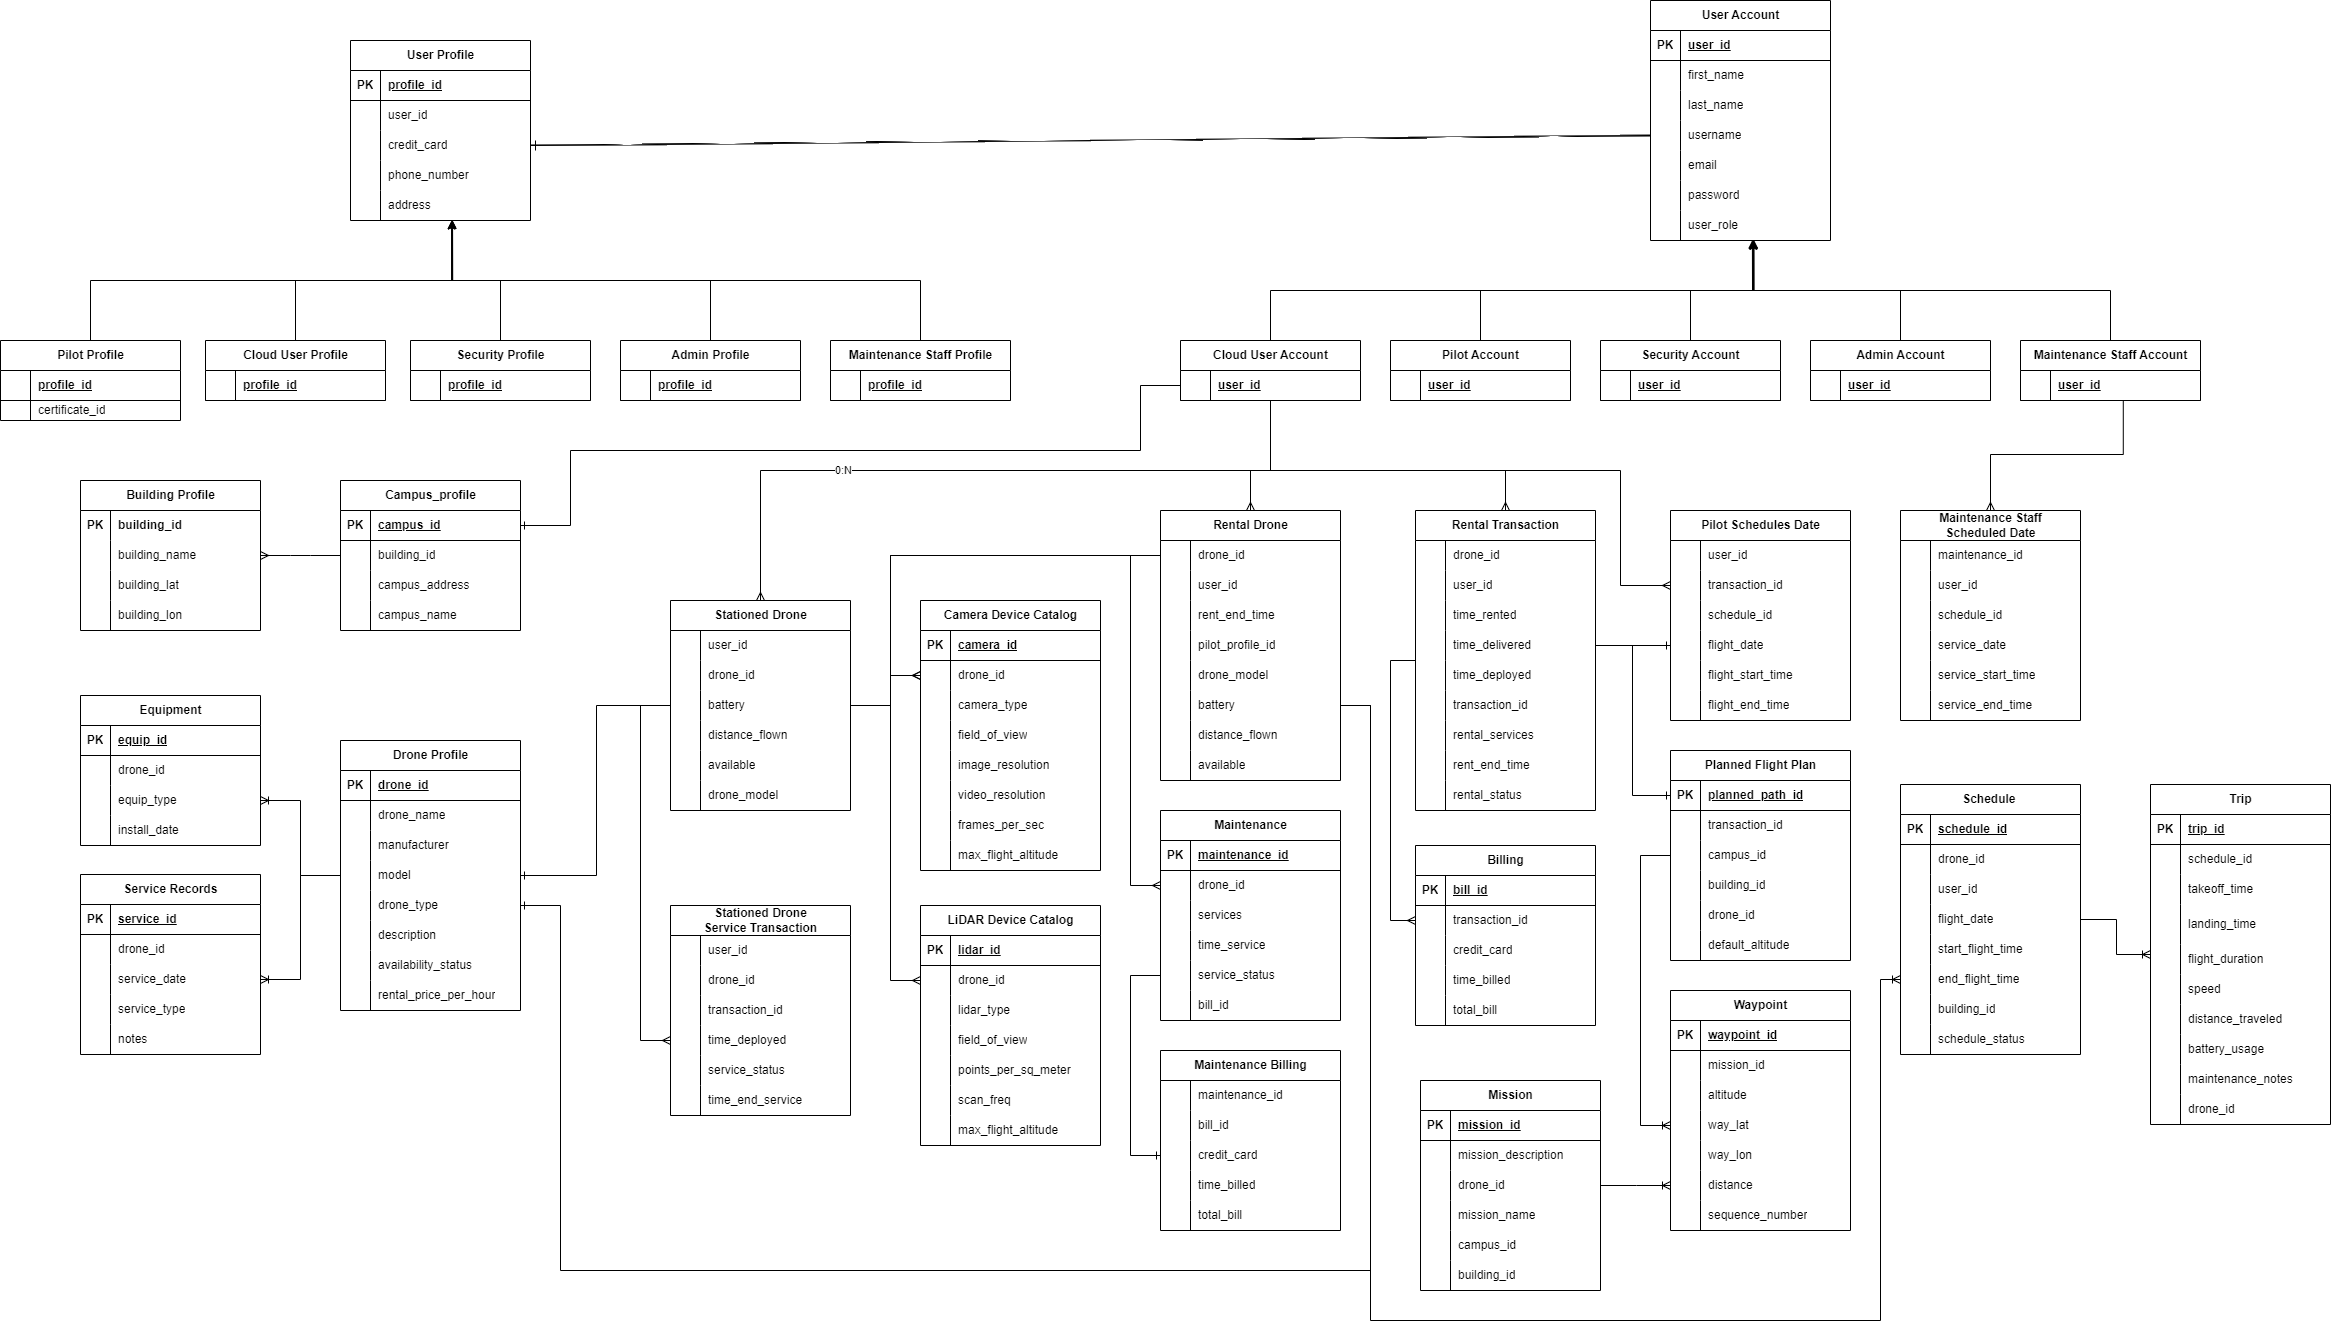 User Account
PK user_id
first_name
last_name
username
email
password
user_role
User Profile
PK profile_id
user_id
credit_card
phone_number
address
Pilot Profile
profile_id
certificate_id
Cloud User Profile
profile_id
Security Profile
profile_id
Admin Profile
profile_id
Maintenance Staff Profile
profile_id
Cloud User Account
user_id
Pilot Account
user_id
Security Account
user_id
Admin Account
user_id
Maintenance Staff Account
user_id
0:N
Building Profile
PK building_id
building_name
building_lat
building_lon
Campus_profile
PK campus_id
building_id
campus_address
campus_name
Equipment
PK equip_id
drone_id
equip_type
install_date
Service Records
PK service_id
drone_id
service_date
service_type
notes
Drone Profile
PK drone_id
drone_name
manufacturer
model
drone_type
description
availability_status
rental_price_per_hour
Stationed Drone
user_id
drone_id
battery
distance_flown
available
drone_model
Stationed Drone
Service Transaction
user_id
drone_id
transaction_id
time_deployed
service_status
time_end_service
Camera Device Catalog
PK camera_id
drone_id
camera_type
field_of_view
image_resolution
video_resolution
frames_per_sec
max_flight_altitude
LiDAR Device Catalog
PK lidar_id
drone_id
lidar_type
field_of_view
points_per_sq_meter
scan_freq
max_flight_altitude
Rental Drone
drone_id
user_id
rent_end_time
pilot_profile_id
drone_model
battery
distance_flown
available
Maintenance
PK maintenance_id
drone_id
services
time_service
service_status
bill_id
Maintenance Billing
maintenance_id
bill_id
credit_card
time_billed
total_bill
Rental Transaction
drone_id
user_id
time_rented
time_delivered
time_deployed
transaction_id
rental_services
rent_end_time
rental_status
Billing
PK bill_id
transaction_id
credit_card
time_billed
total_bill
Mission
PK mission_id
mission_description
drone_id
mission_name
campus_id
building_id
Pilot Schedules Date
user_id
transaction_id
schedule_id
flight_date
flight_start_time
flight_end_time
Planned Flight Plan
PK planned_path_id
transaction_id
campus_id
building_id
drone_id
default_altitude
Waypoint
PK waypoint_id
mission_id
altitude
way_lat
way_lon
distance
sequence_number
Maintenance Staff
Scheduled Date
maintenance_id
user_id
schedule_id
service_date
service_start_time
service_end_time
Schedule
PK schedule_id
drone_id
user_id
flight_date
start_flight_time
end_flight_time
building_id
schedule_status
Trip
PK trip_id
schedule_id
takeoff_time
landing_time
flight_duration
speed
distance_traveled
battery_usage
maintenance_notes
drone_id